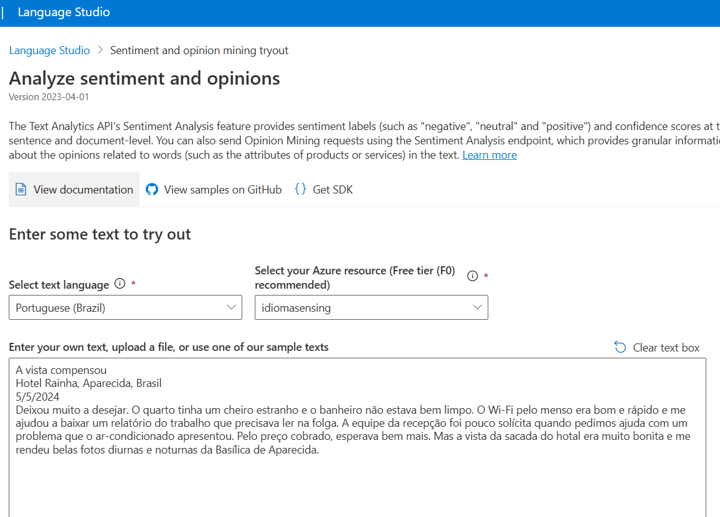 Language Studio
Language Studio > Sentiment and opinion mining tryout
Analyze sentiment and opinions
Version 2023-04-01
The Text Analytics API's Sentiment Analysis feature provides sentiment labels (such as "negative", "neutral" and "positive") and confidence scores at t
sentence and document-level. You can also send Opinion Mining requests using the Sentiment Analysis endpoint, which provides granular informati
about the opinions related to words (such as the attributes of products or services) in the text. Learn more
View documentation View samples on GitHub {} Get SDK
Enter some text to try out
Select text language * Select your Azure resource (Free tier (F0) recommended) *
Portuguese (Brazil) idiomasensing
Enter your own text, upload a file, or use one of our sample texts Clear text box
A vista compensou
Hotel Rainha, Aparecida, Brasil
5/5/2024
Deixou muito a desejar. O quarto tinha um cheiro estranho e o banheiro não estava bem limpo. O Wi-Fi pelo menso era bom e rápido e me
ajudou a baixar um relatório do trabalho que precisava ler na folga. A equipe da recepção foi pouco solícita quando pedimos ajuda com um
problema que o ar-condicionado apresentou. Pelo preço cobrado, esperava bem mais. Mas a vista da sacada do hotal era muito bonita e me
rendeu belas fotos diurnas e noturnas da Basílica de Aparecida.